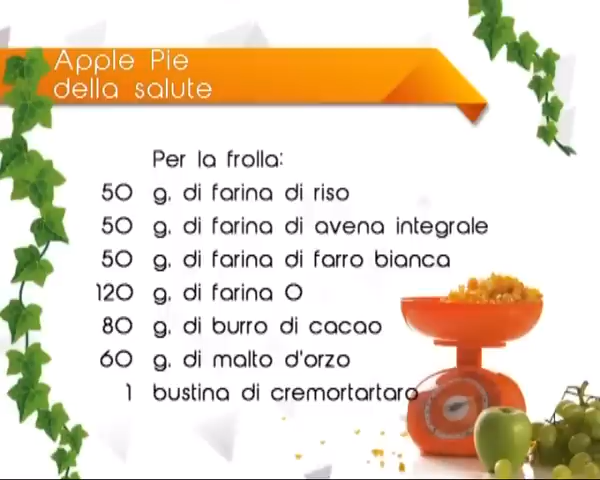 Apple Pie
della salute
Per la frolla:
50 g. di farina di riso
50 g. di farina di avena integrale
50 g. di farina di farro bianca
120 g. di farina 0
80 g. di burro di cacao
60 g. di malto d'orzo
1 bustina di cremortartaro